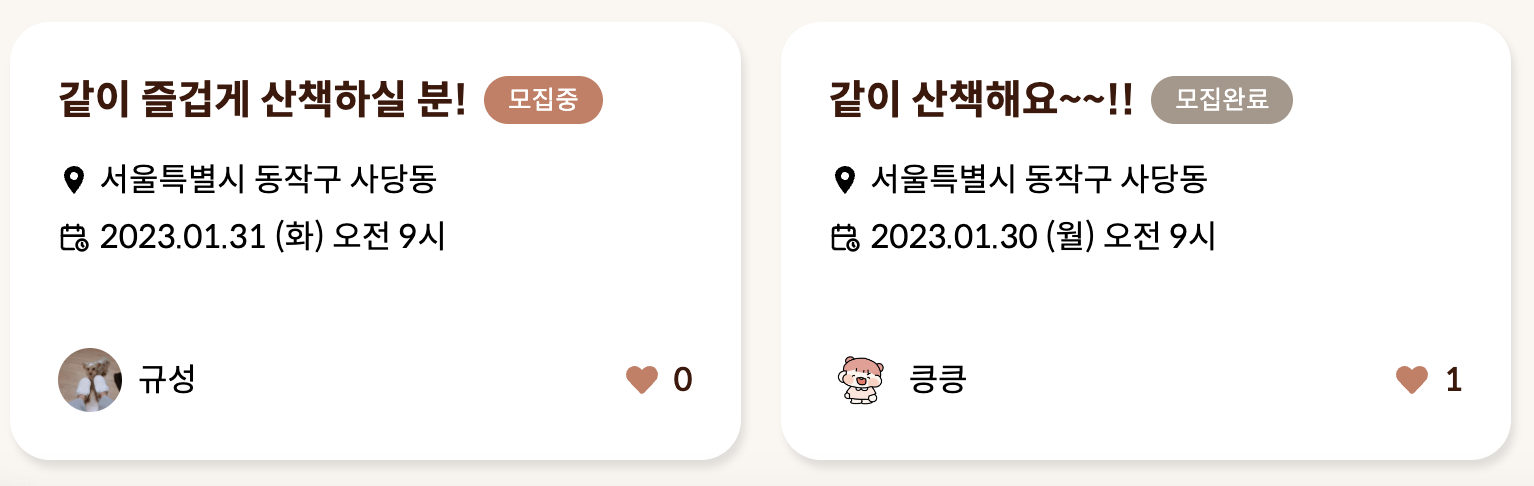 같이 즐겁게 산책하실 분! 모집중
서울특별시 동작구 사당동
2023.01.31 (화) 오전 9시
규성 0
같이 산책해요~~!! 모집완료
서울특별시 동작구 사당동
2023.01.30 (월) 오전 9시
킁킁 1